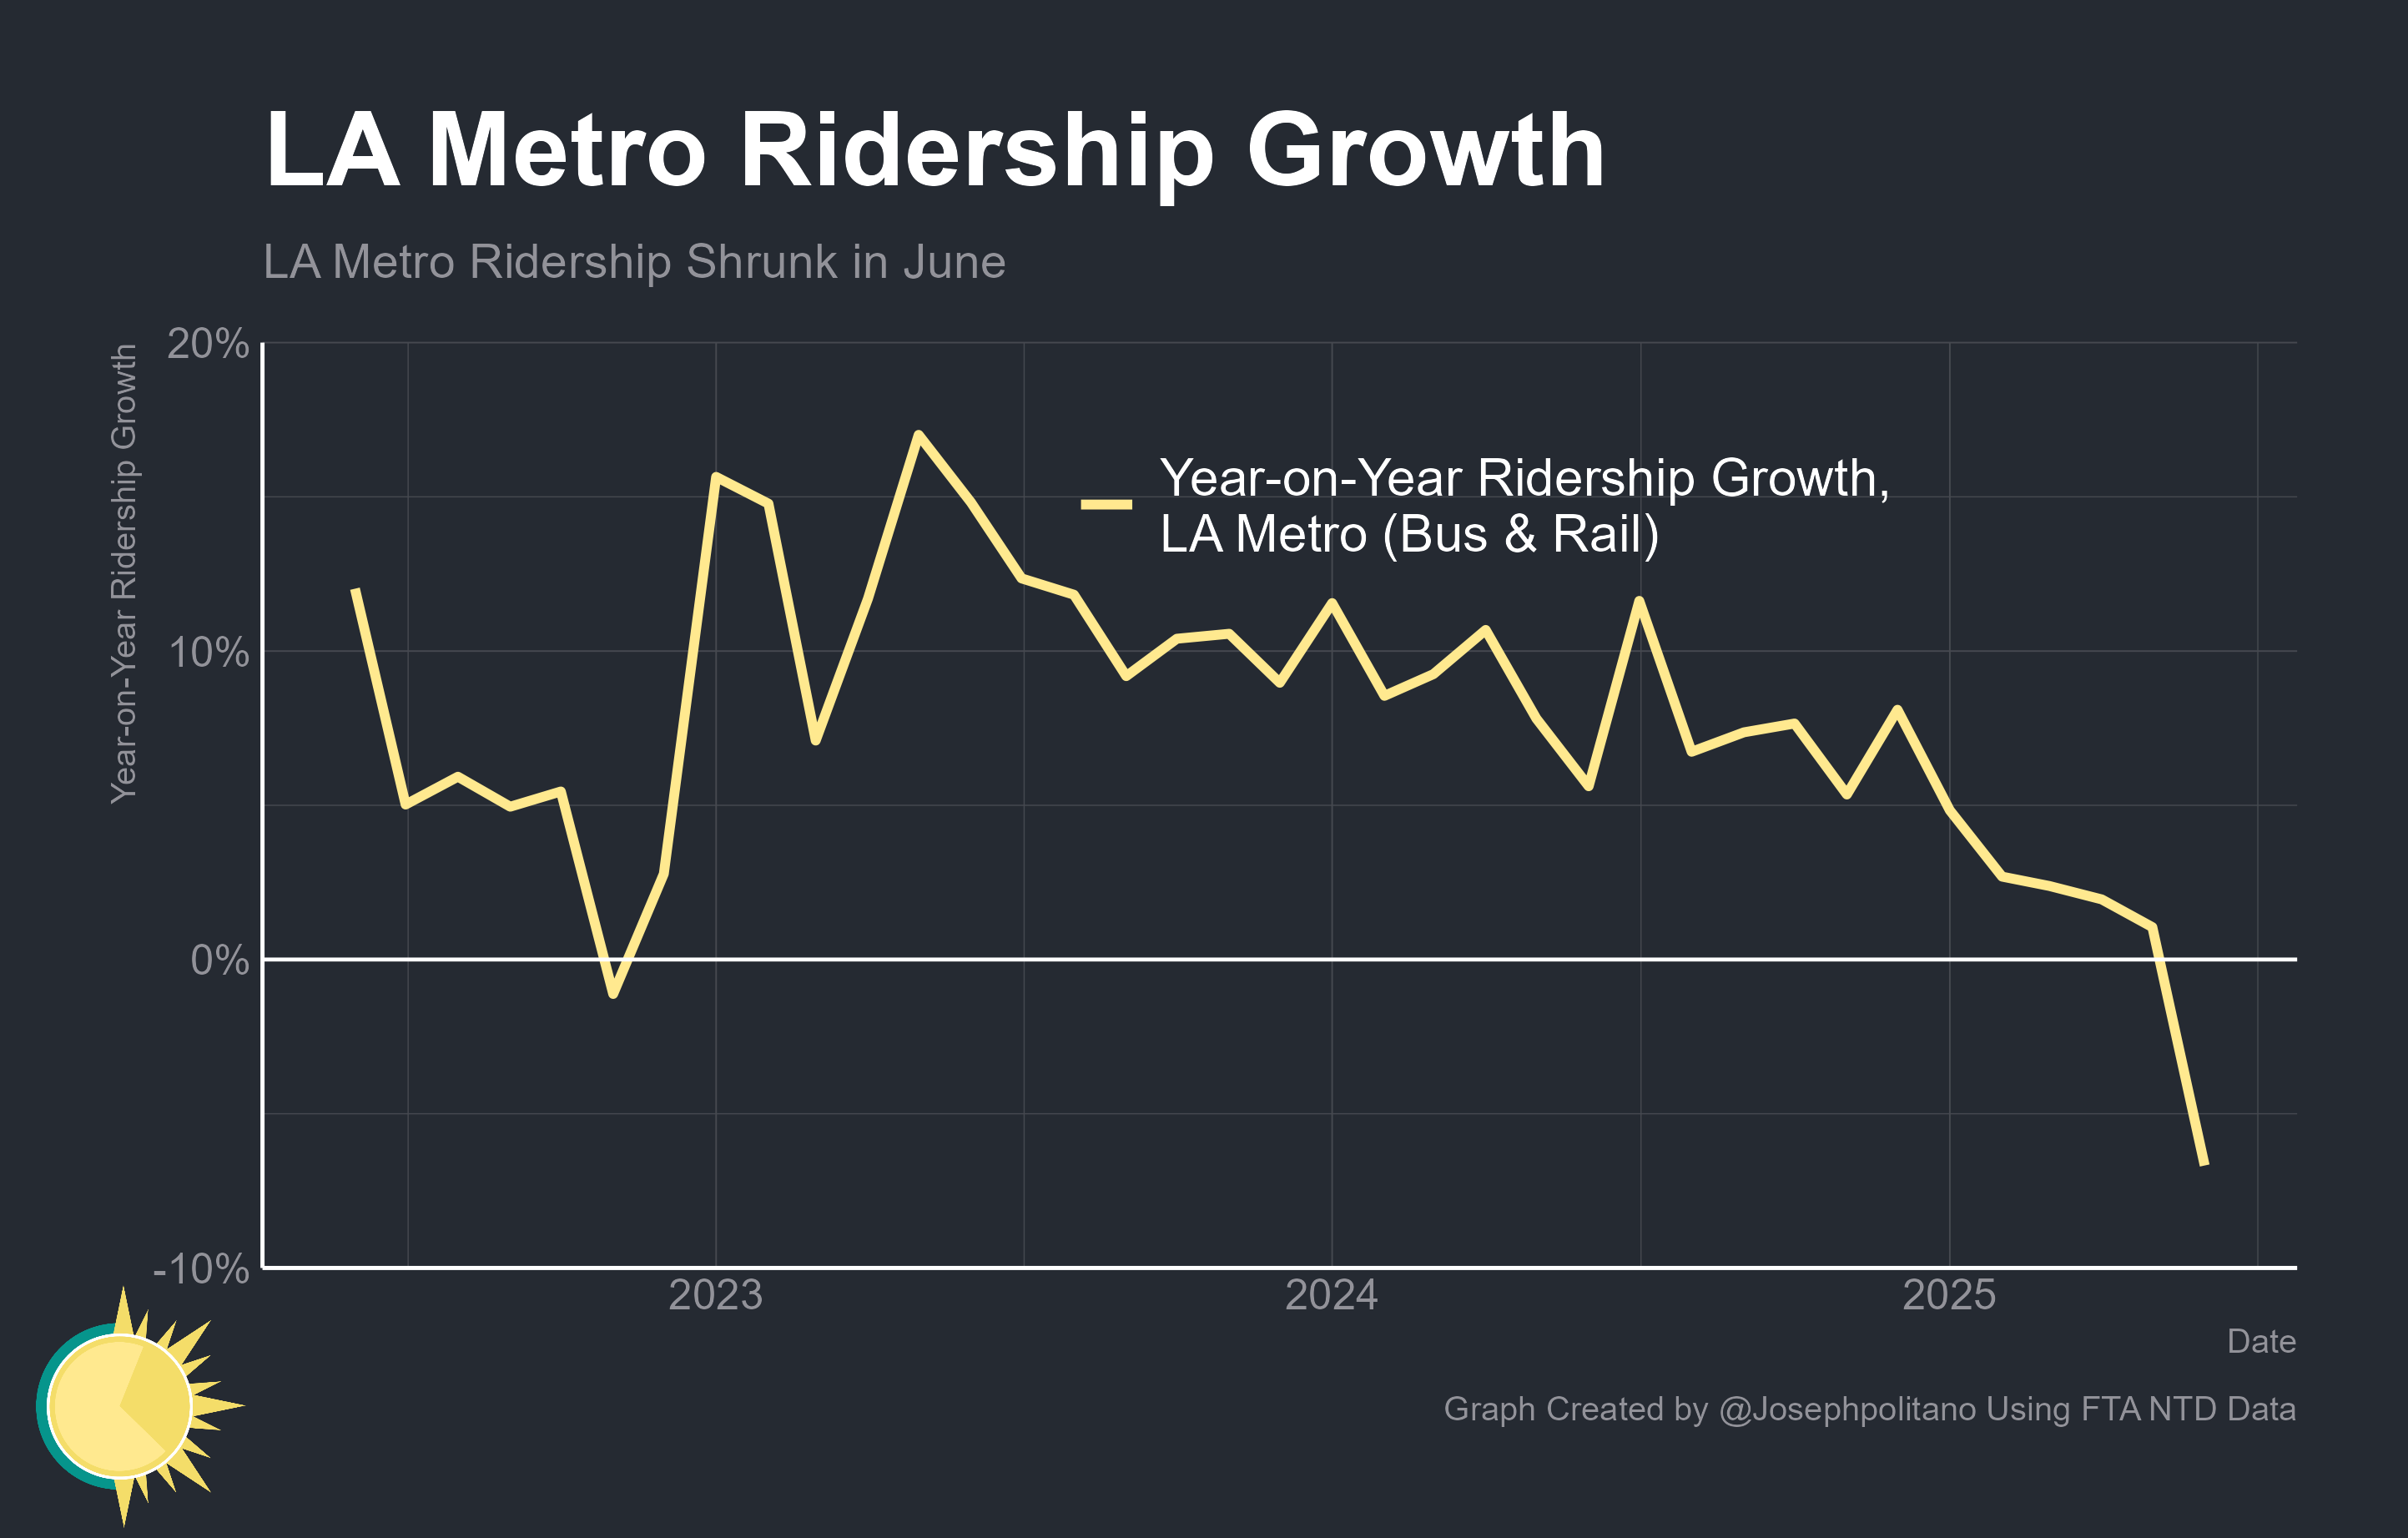 LA Metro Ridership Growth
LA Metro Ridership Shrunk in June
Year-on-Year Ridership Growth
20%
10%
0%
-10%
Year-on-Year Ridership Growth,
LA Metro (Bus & Rail)
2023
2024
2025
Date
Graph Created by @Josephpolitano Using FTA NTD Data